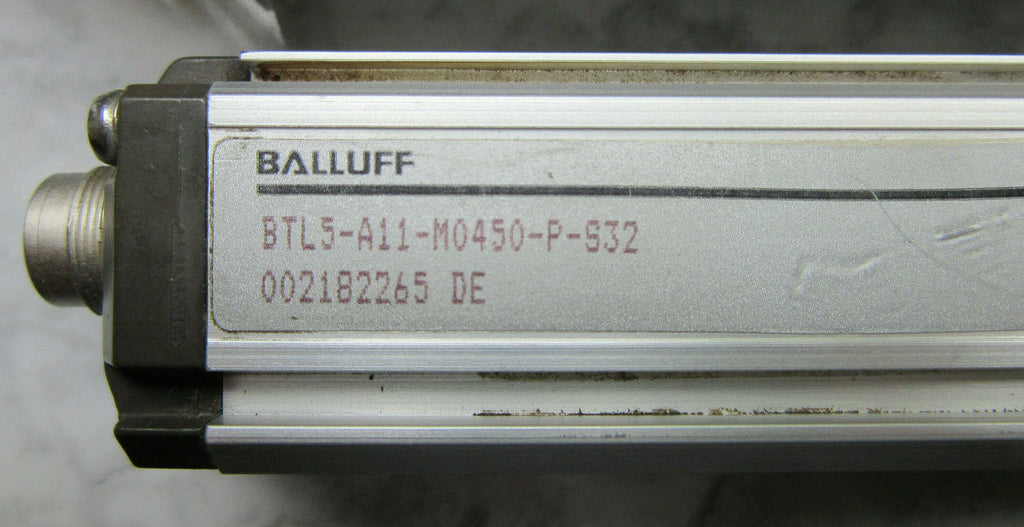 BALLUFF
BTL5-A11-M0450-P-S32
002182265 DE